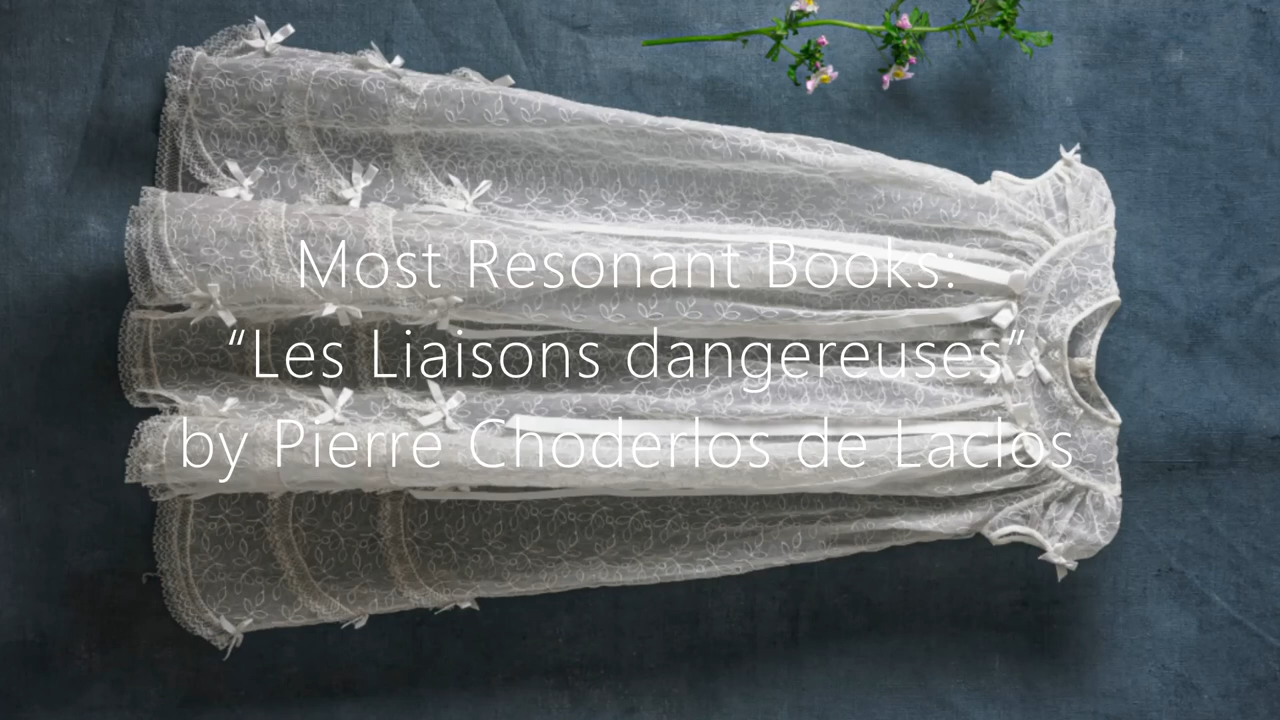 Most Resonant Books:
“Les Liaisons dangereuses”
by Pierre Choderlos de Laclos